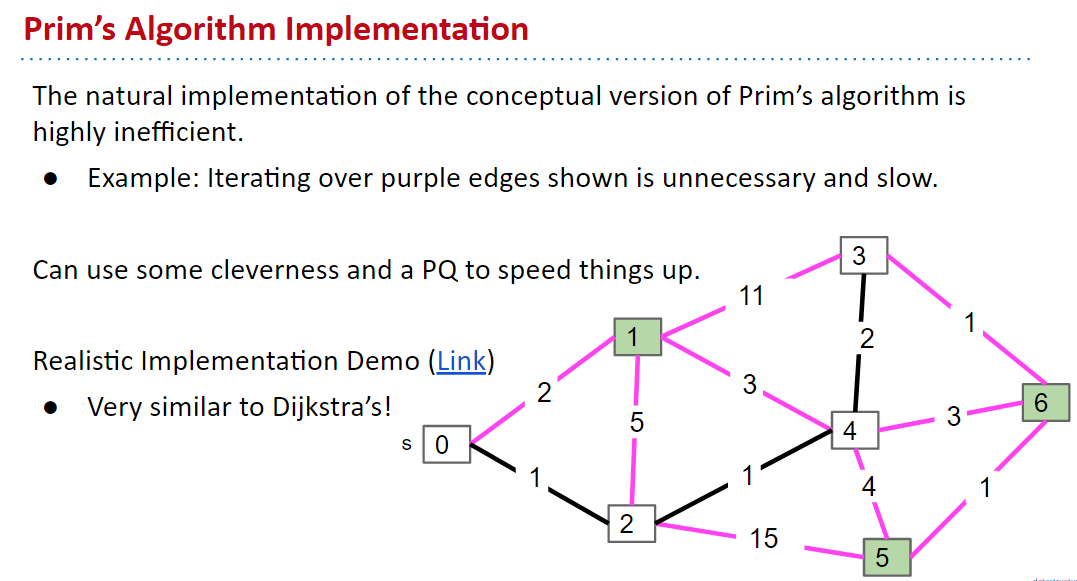 Prim's Algorithm Implementation
The natural implementation of the conceptual version of Prim's algorithm is
highly inefficient.
● Example: Iterating over purple edges shown is unnecessary and slow.
Can use some cleverness and a PQ to speed things up.
Realistic Implementation Demo (Link)
● Very similar to Dijkstra's!
3
11
1
1
2
2
3
6
3
5
4
s 0
1
1
4
1
2
15
5